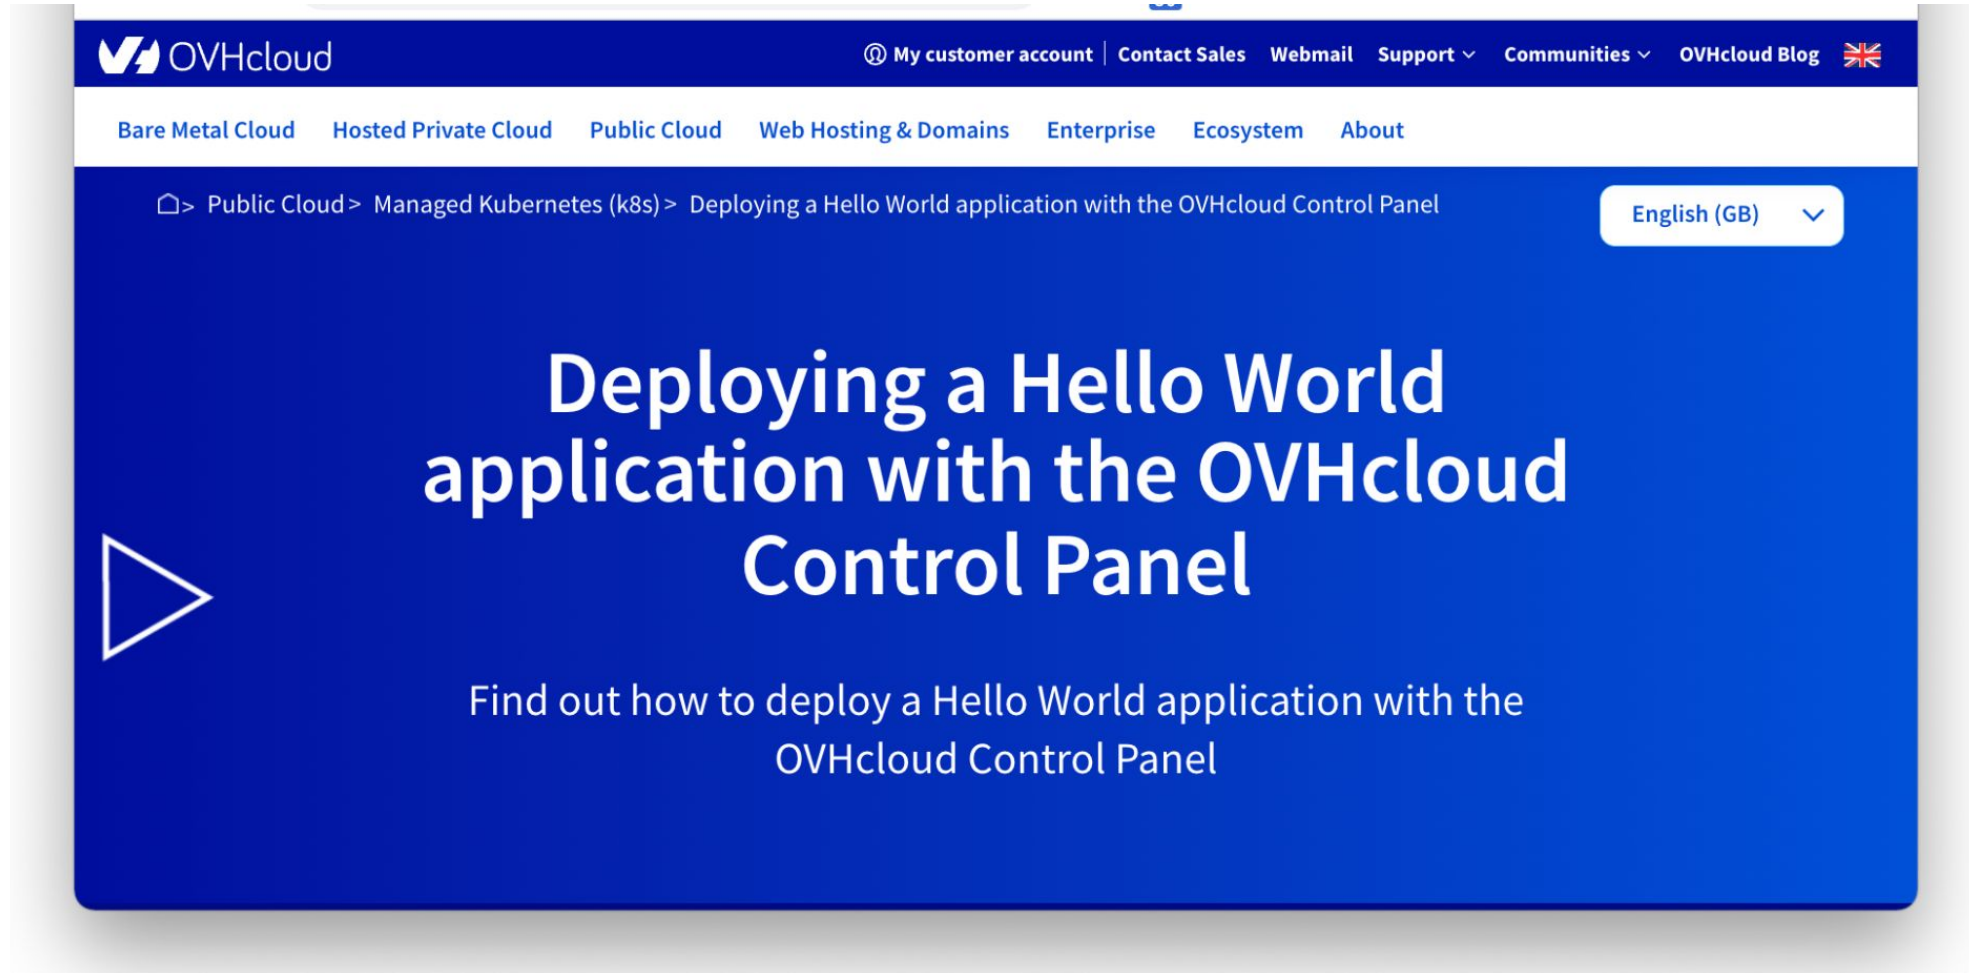 OVHcloud
My customer account | Contact Sales Webmail Support Communities OVHcloud Blog
Bare Metal Cloud Hosted Private Cloud Public Cloud Web Hosting & Domains Enterprise Ecosystem About
> Public Cloud > Managed Kubernetes (k8s) > Deploying a Hello World application with the OVHcloud Control Panel
English (GB)
Deploying a Hello World
application with the OVHcloud
Control Panel
Find out how to deploy a Hello World application with the
OVHcloud Control Panel